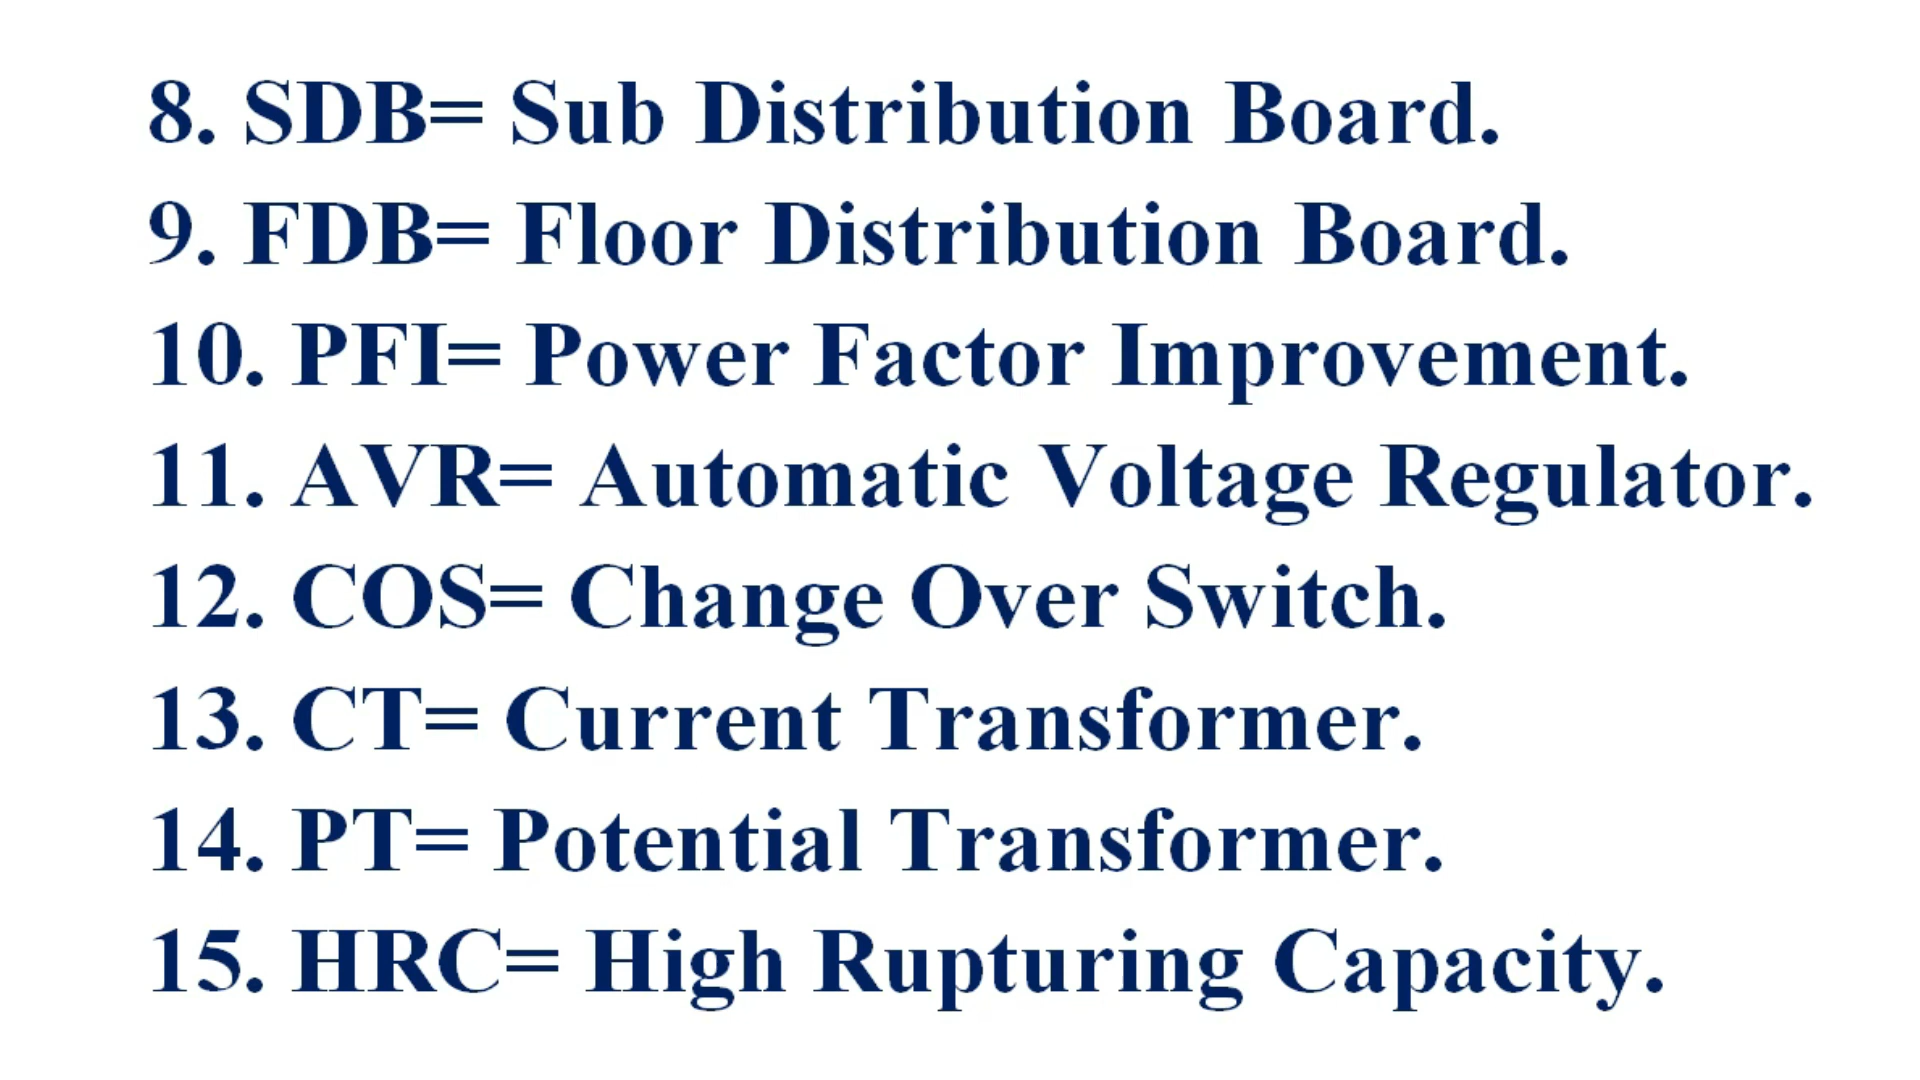 8. SDB= Sub Distribution Board.
9. FDB= Floor Distribution Board.
10. PFI= Power Factor Improvement.
11. AVR= Automatic Voltage Regulator.
12. COS= Change Over Switch.
13. CT= Current Transformer.
14. PT= Potential Transformer.
15. HRC= High Rupturing Capacity.